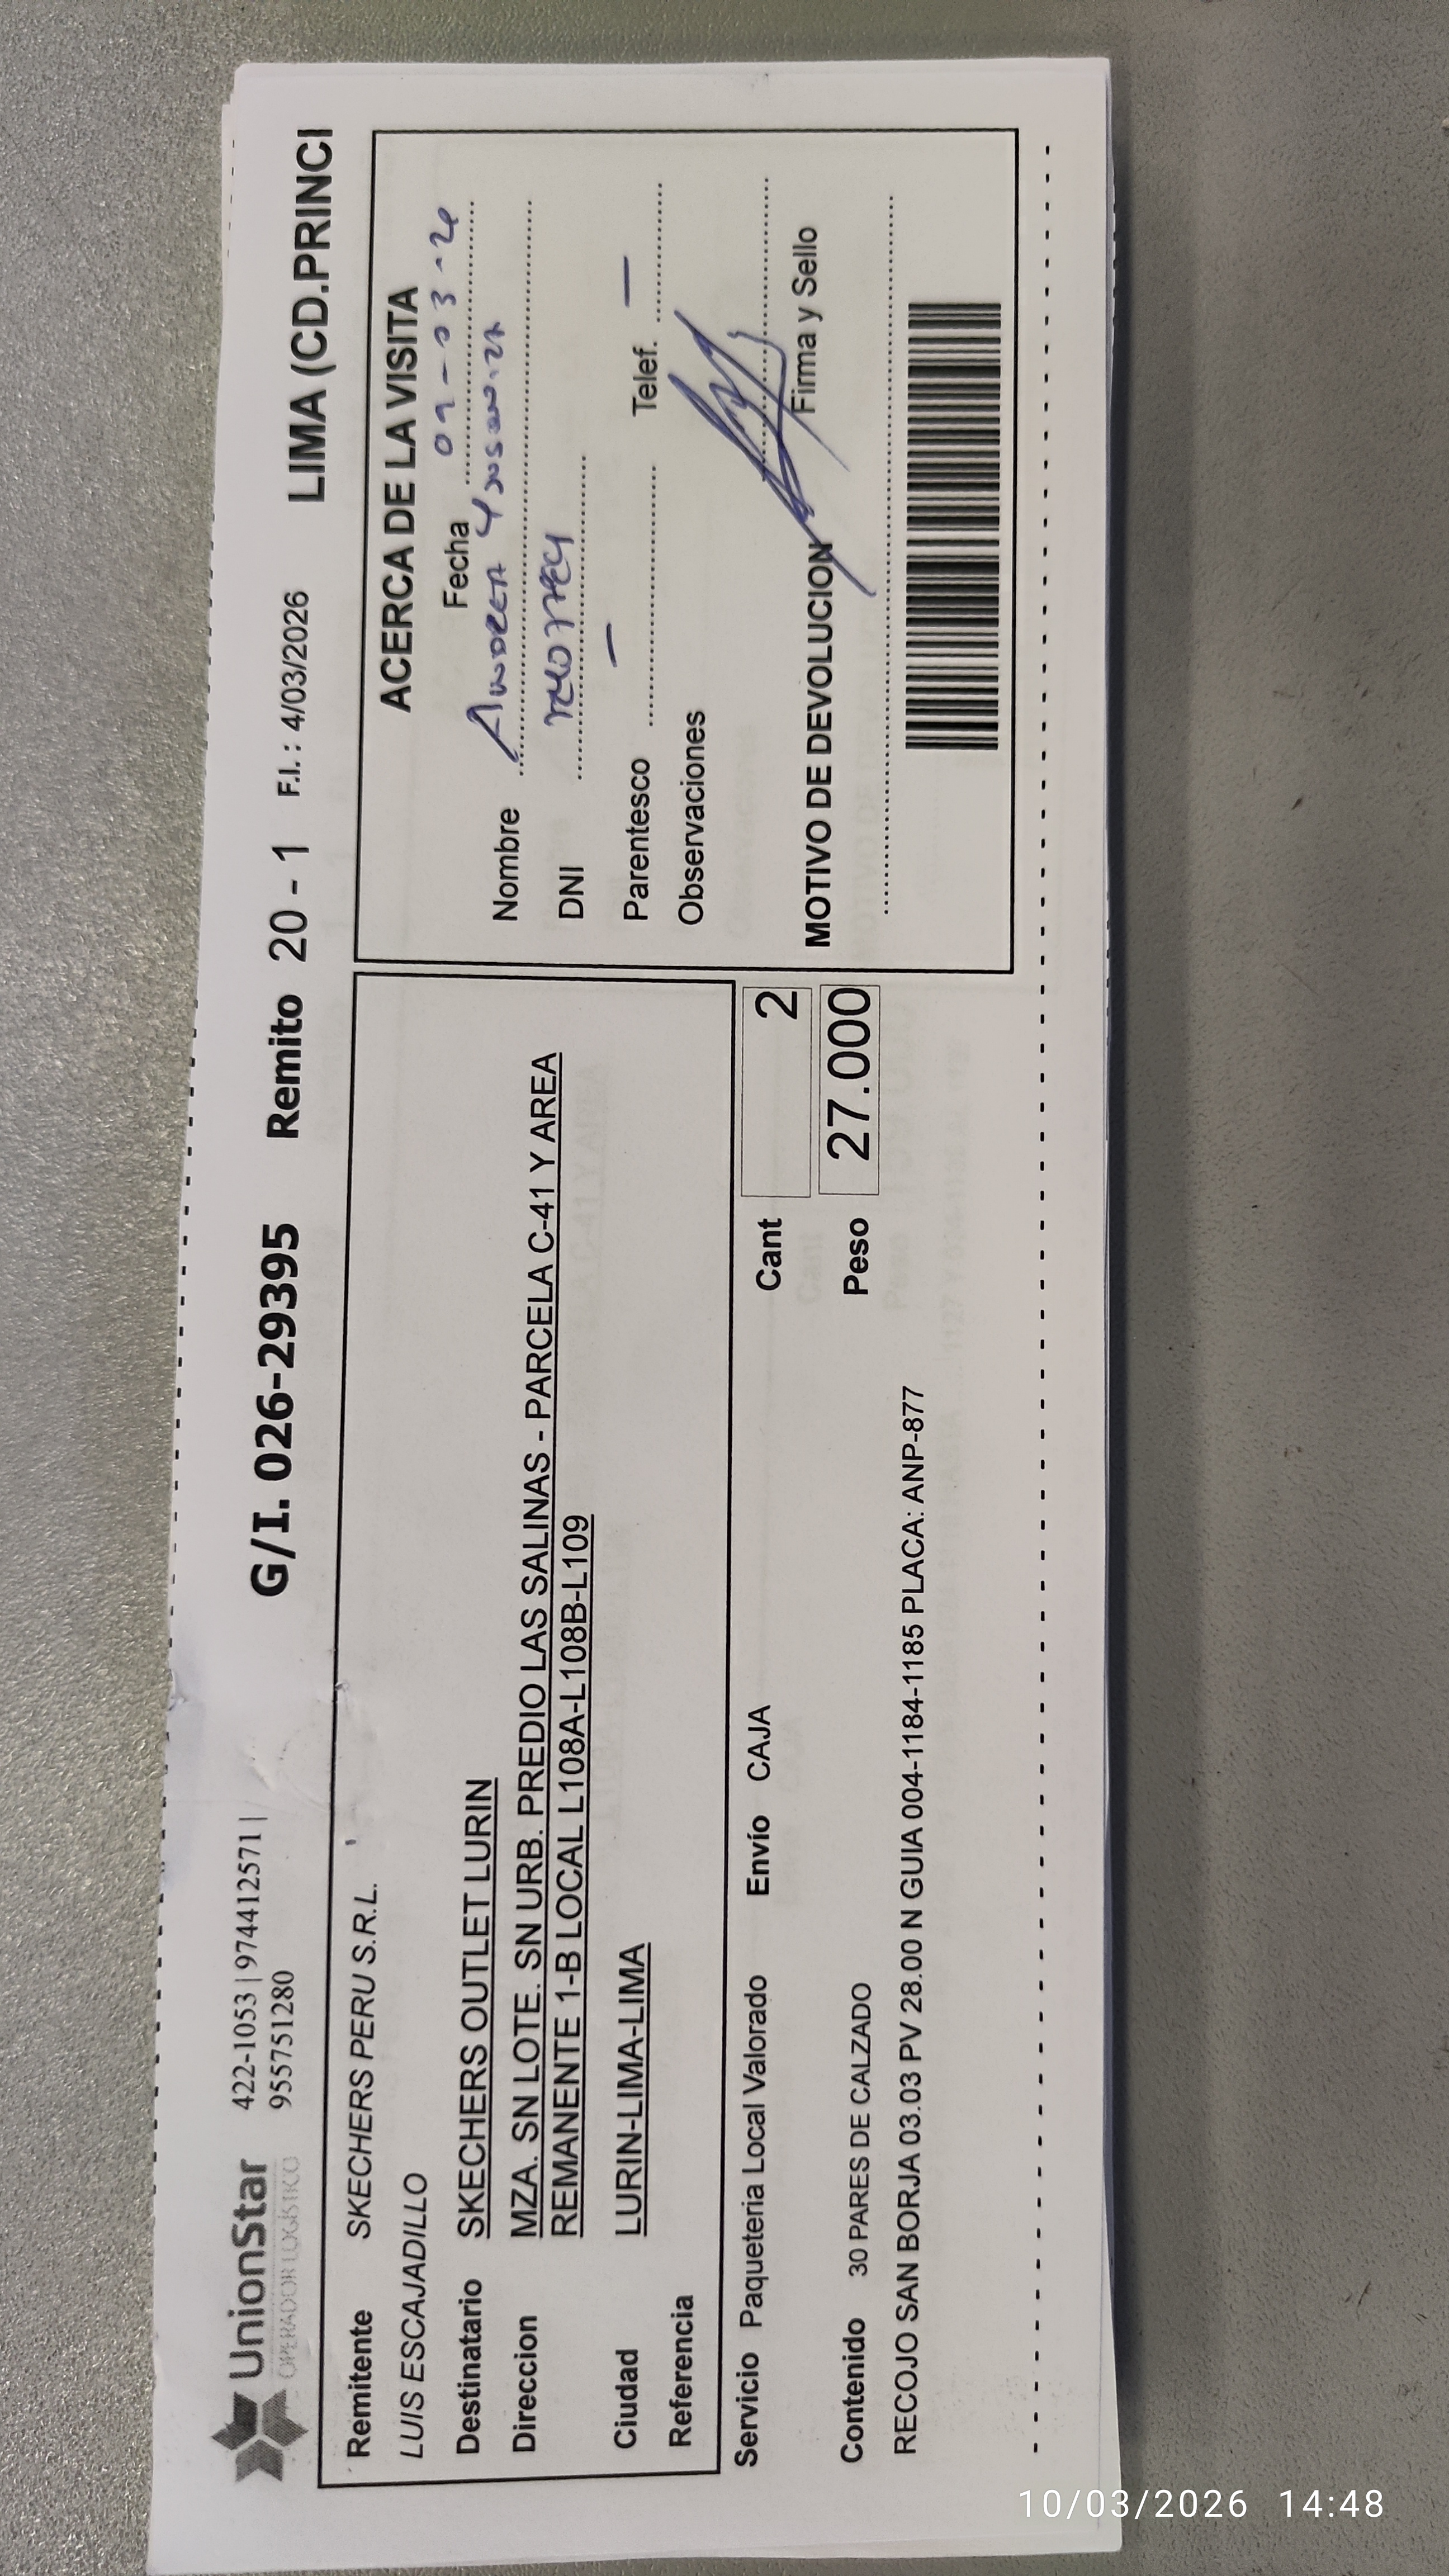 UnionStar 422-1053 | 974412571 | G/I. 026-29395 Remito 20 - 1 F.I. : 4/03/2026 LIMA (CD.PRINCI
OPERADOR LOGÍSTICO 955751280
Remitente SKECHERS PERU S.R.L.
LUIS ESCAJADILLO
Destinatario SKECHERS OUTLET LURIN
Direccion MZA. SN LOTE. SN URB. PREDIO LAS SALINAS - PARCELA C-41 Y AREA
REMANENTE 1-B LOCAL L108A-L108B-L109
Ciudad LURIN-LIMA-LIMA
Referencia
Servicio Paqueteria Local Valorado Envío CAJA Cant 2
Contenido 30 PARES DE CALZADO Peso 27.000
RECOJO SAN BORJA 03.03 PV 28.00 N GUIA 004-1184-1185 PLACA: ANP-877
ACERCA DE LA VISITA
Fecha
Nombre
DNI
Parentesco — Telef. —
Observaciones
Firma y Sello
MOTIVO DE DEVOLUCION
10/03/2026 14:48